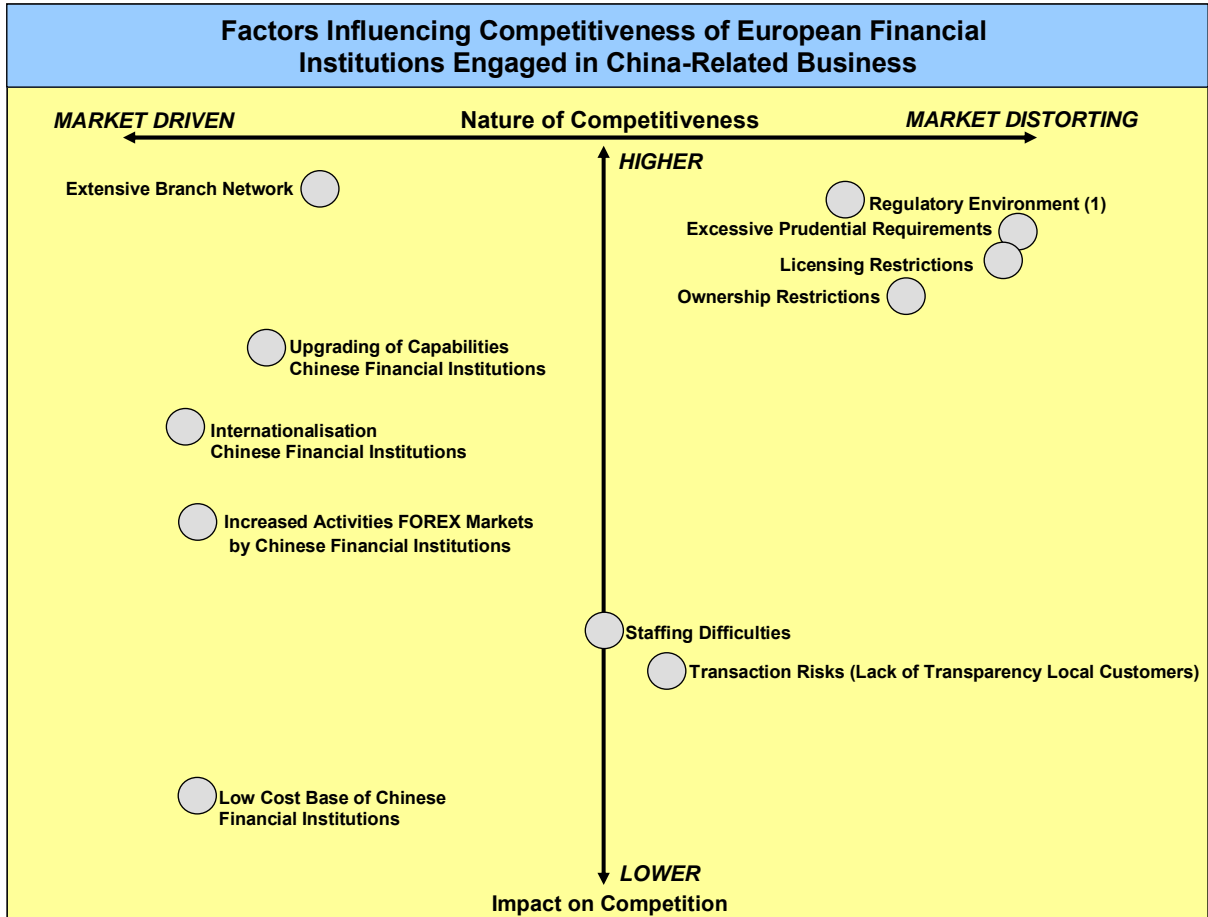 Factors Influencing Competitiveness of European Financial
Institutions Engaged in China-Related Business
MARKET DRIVEN
Nature of Competitiveness
MARKET DISTORTING
HIGHER
Extensive Branch Network
Regulatory Environment (1)
Excessive Prudential Requirements
Licensing Restrictions
Ownership Restrictions
Upgrading of Capabilities
Chinese Financial Institutions
Internationalisation
Chinese Financial Institutions
Increased Activities FOREX Markets
by Chinese Financial Institutions
Staffing Difficulties
Transaction Risks (Lack of Transparency Local Customers)
Low Cost Base of Chinese
Financial Institutions
LOWER
Impact on Competition